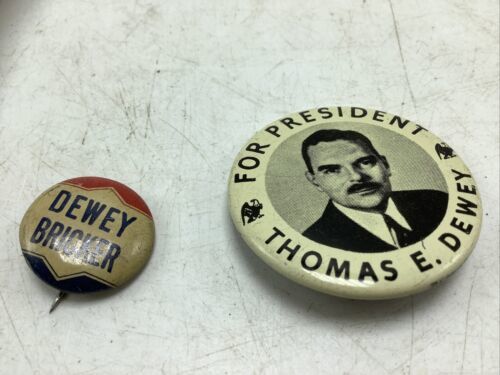 DEWEY
BRICKER
FOR PRESIDENT
THOMAS E. DEWEY